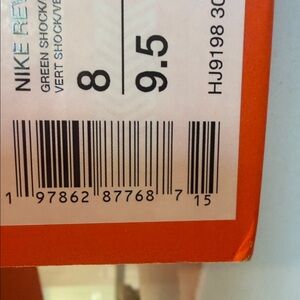 NIKE REV
GREEN SHOCK/
VERT SHOCK/VE
8
9.5
HJ9198 30
1 97862 87768 7 15